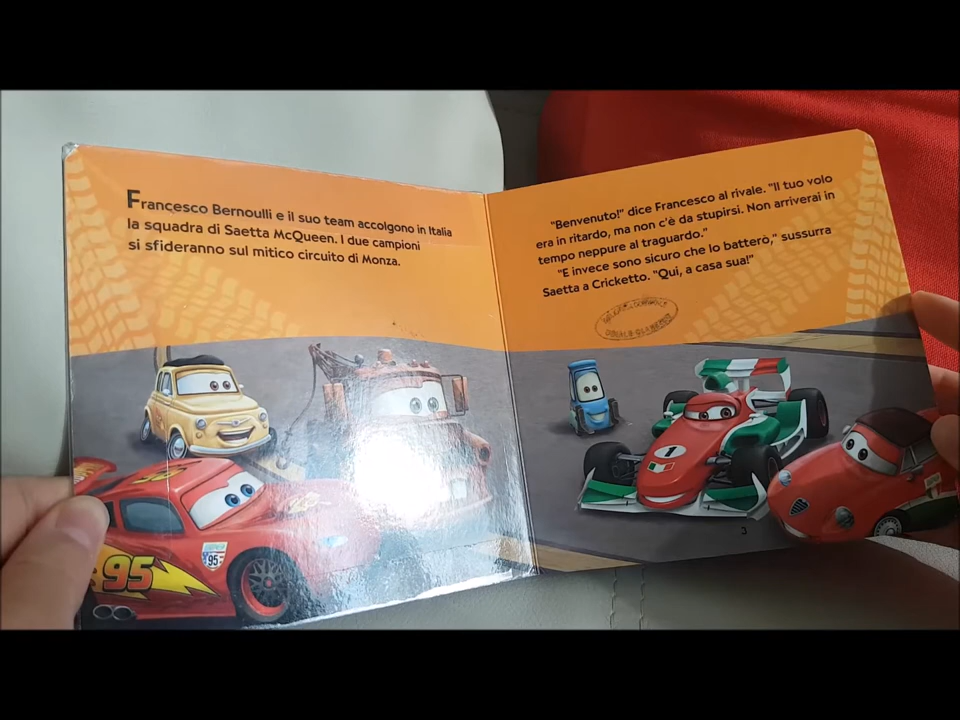 Francesco Bernoulli e il suo team accolgono in Italia
la squadra di Saetta McQueen. I due campioni
si sfideranno sul mitico circuito di Monza.
"Benvenuto!" dice Francesco al rivale. "Il tuo volo
era in ritardo, ma non c'è da stupirsi. Non arriverai in
tempo neppure al traguardo."
"E invece sono sicuro che lo batterò," sussurra
Saetta a Cricketto. "Qui, a casa sua!"
95
95
1
3